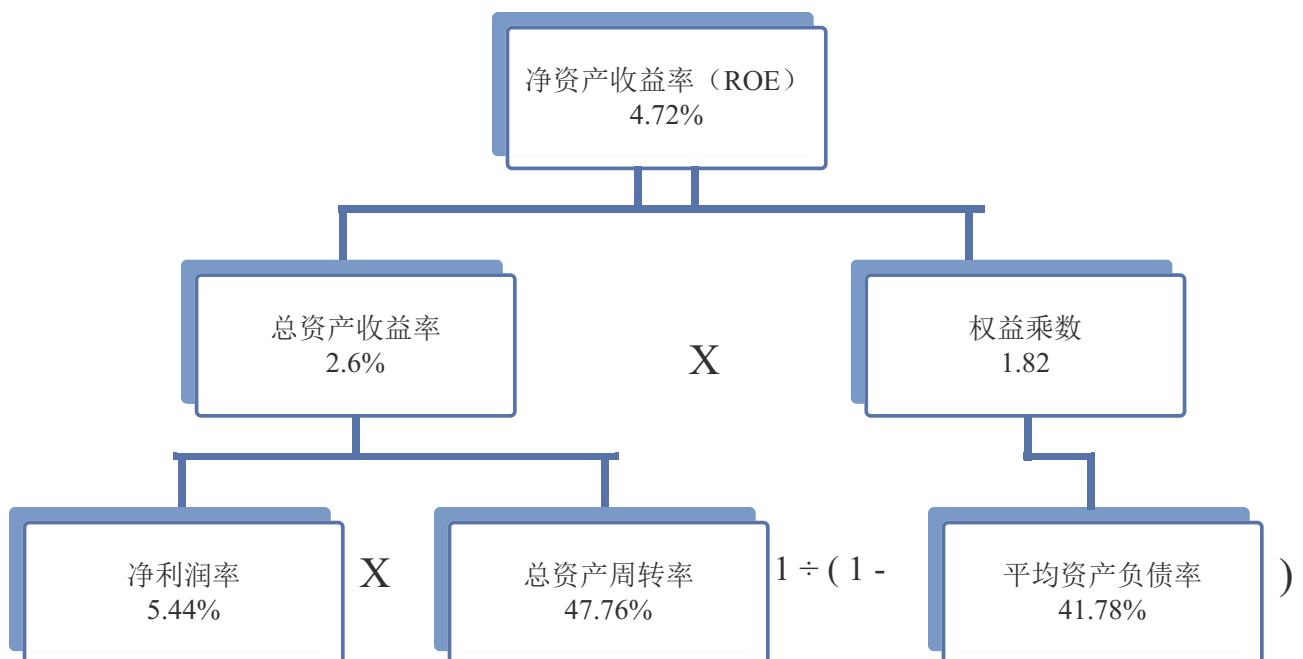 净资产收益率（ROE）
4.72%
总资产收益率
2.6%
X
权益乘数
1.82
净利润率
5.44%
X
总资产周转率
47.76%
1 ÷ ( 1 -
平均资产负债率
41.78%
)